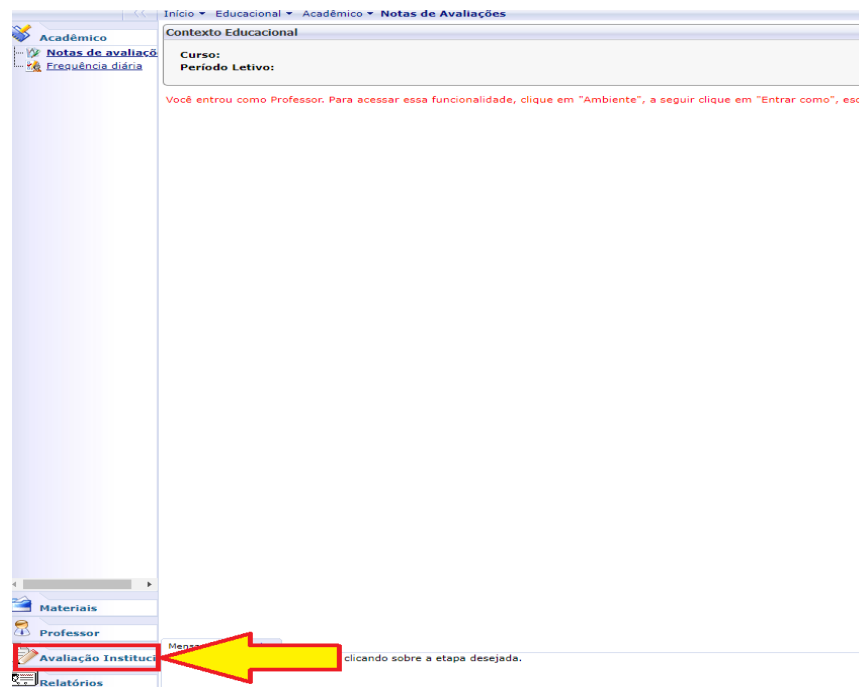 Início Educacional Acadêmico Notas de Avaliações
Acadêmico
Notas de avaliaçõ
Frequência diária
Contexto Educacional
Curso:
Período Letivo:
Você entrou como Professor. Para acessar essa funcionalidade, clique em "Ambiente", a seguir clique em "Entrar como", esc
Materiais
Professor
Avaliação Instituci
Relatórios
Mensa
clicando sobre a etapa desejada.